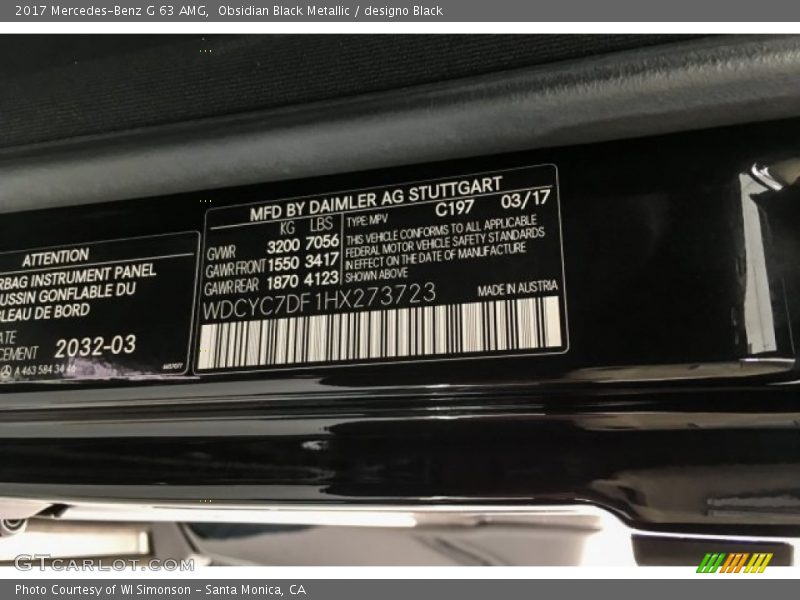 2017 Mercedes-Benz G 63 AMG, Obsidian Black Metallic / designo Black
ATTENTION
RBAG INSTRUMENT PANEL
USSIN GONFLABLE DU
LEAU DE BORD
ATE
CEMENT 2032-03
A 463 584 34 46
MFD BY DAIMLER AG STUTTGART
KG LBS TYPE: MPV C197 03/17
GVWR 3200 7056
GAWR FRONT 1550 3417
GAWR REAR 1870 4123
THIS VEHICLE CONFORMS TO ALL APPLICABLE
FEDERAL MOTOR VEHICLE SAFETY STANDARDS
IN EFFECT ON THE DATE OF MANUFACTURE
SHOWN ABOVE
WDCYC7DF1HX273723 MADE IN AUSTRIA
GTCARLOT.COM
Photo Courtesy of WI Simonson - Santa Monica, CA